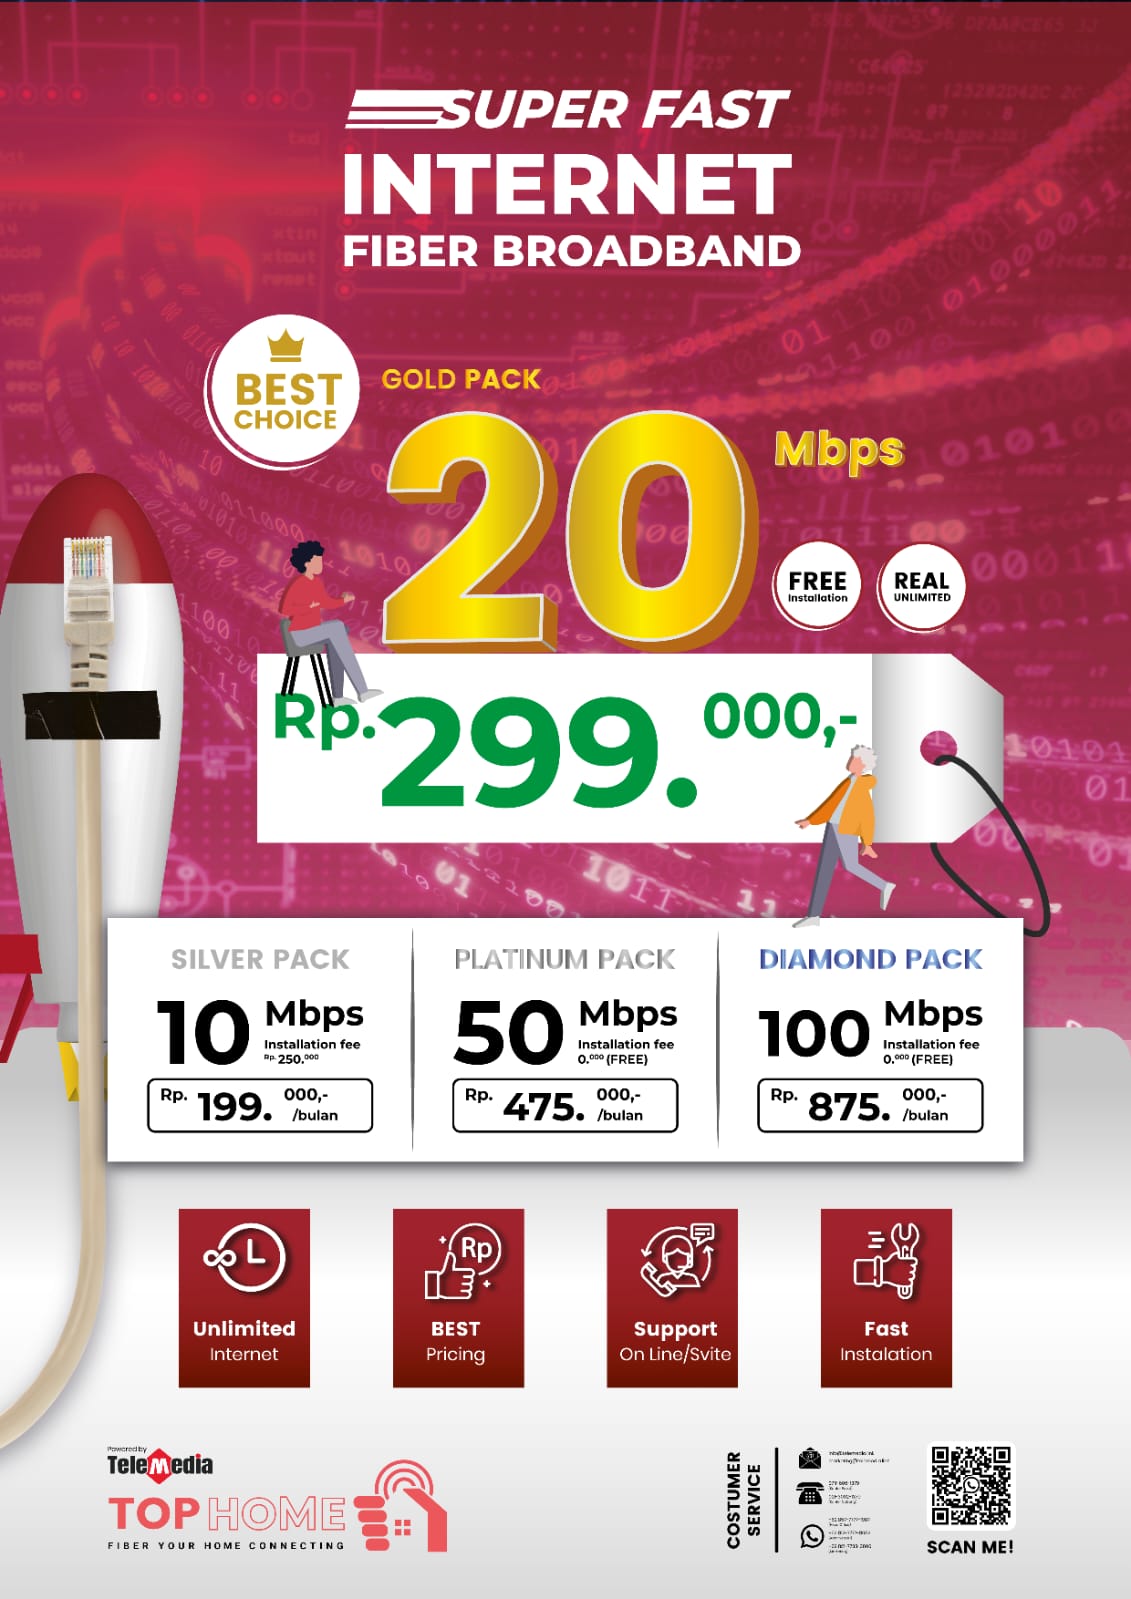 SUPER FAST
INTERNET
FIBER BROADBAND
BEST
CHOICE
GOLD PACK
20 Mbps
FREE
Installation
REAL
UNLIMITED
Rp. 299. 000,-
SILVER PACK
10 Mbps
Installation fee
Rp. 250.000
Rp. 199. 000,-
/bulan
PLATINUM PACK
50 Mbps
Installation fee
0.000 (FREE)
Rp. 475. 000,-
/bulan
DIAMOND PACK
100 Mbps
Installation fee
0.000 (FREE)
Rp. 875. 000,-
/bulan
Unlimited
Internet
BEST
Pricing
Support
On Line/Svite
Fast
Instalation
Powered by
TeleMedia
TOP HOME
FIBER YOUR HOME CONNECTING
COSTUMER
SERVICE
SCAN ME!